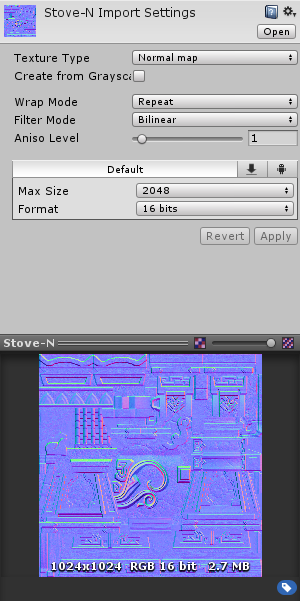 Stove-N Import Settings
Open
Texture Type Normal map
Create from Graysca
Wrap Mode Repeat
Filter Mode Bilinear
Aniso Level 1
Default
Max Size 2048
Format 16 bits
Revert Apply
Stove-N
1024x1024 RGB 16 bit 2.7 MB